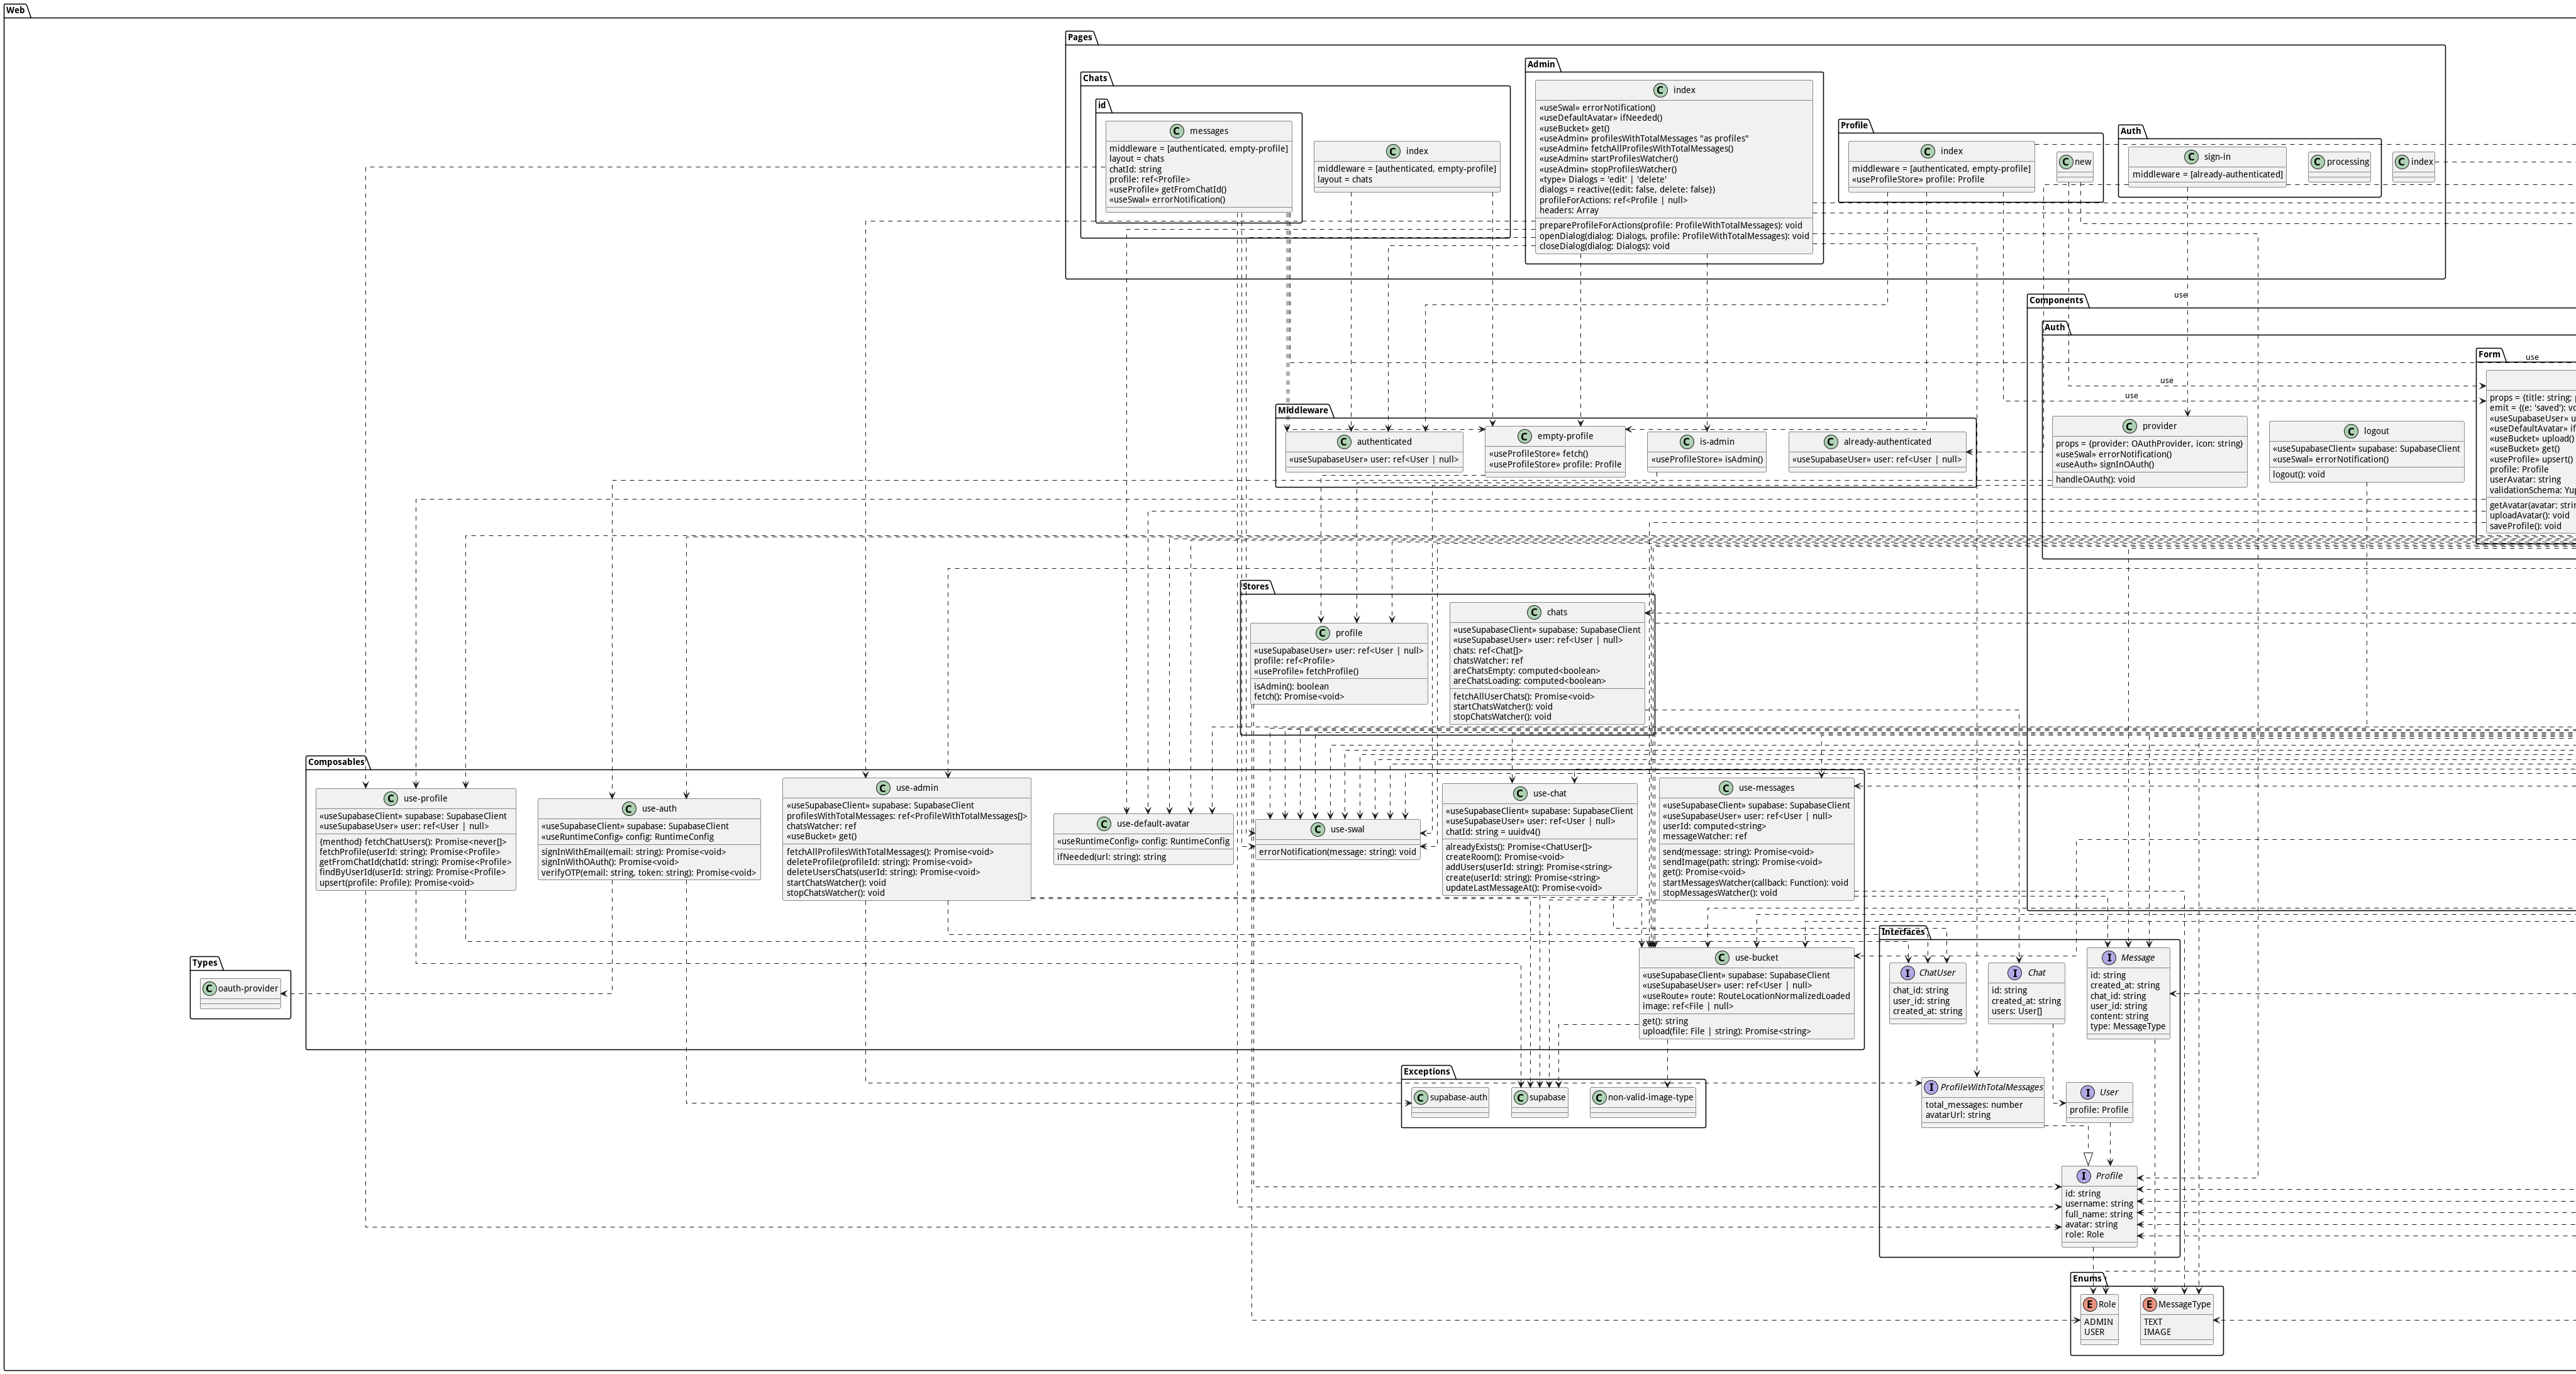 Web
Pages
Chats
id
messages
middleware = [authenticated, empty-profile]
layout = chats
chatId: string
profile: ref<Profile>
«useProfile» getFromChatId()
«useSwal» errorNotification()
index
middleware = [authenticated, empty-profile]
layout = chats
Admin
index
«useSwal» errorNotification()
«useDefaultAvatar» ifNeeded()
«useBucket» get()
«useAdmin» profilesWithTotalMessages "as profiles"
«useAdmin» fetchAllProfilesWithTotalMessages()
«useAdmin» startProfilesWatcher()
«useAdmin» stopProfilesWatcher()
«type» Dialogs = 'edit' | 'delete'
dialogs = reactive({edit: false, delete: false})
profileForActions: ref<Profile | null>
headers: Array
prepareProfileForActions(profile: ProfileWithTotalMessages): void
openDialog(dialog: Dialogs, profile: ProfileWithTotalMessages): void
closeDialog(dialog: Dialogs): void
Profile
index
middleware = [authenticated, empty-profile]
«useProfileStore» profile: Profile
new
Auth
sign-in
middleware = [already-authenticated]
processing
index
use
use
use
use
Components
Auth
Form
props = {title: string;
emit = {(e: 'saved'): vo
«useSupabaseUser» u
«useDefaultAvatar» if
«useBucket» upload()
«useBucket» get()
«useProfile» upsert()
profile: Profile
userAvatar: string
validationSchema: Yup
getAvatar(avatar: strin
uploadAvatar(): void
saveProfile(): void
provider
props = {provider: OAuthProvider, icon: string}
«useSwal» errorNotification()
«useAuth» signInOAuth()
handleOAuth(): void
logout
«useSupabaseClient» supabase: SupabaseClient
«useSwal» errorNotification()
logout(): void
Middleware
authenticated
«useSupabaseUser» user: ref<User | null>
empty-profile
«useProfileStore» fetch()
«useProfileStore» profile: Profile
is-admin
«useProfileStore» isAdmin()
already-authenticated
«useSupabaseUser» user: ref<User | null>
Stores
profile
«useSupabaseUser» user: ref<User | null>
profile: ref<Profile>
«useProfile» fetchProfile()
isAdmin(): boolean
fetch(): Promise<void>
chats
«useSupabaseClient» supabase: SupabaseClient
«useSupabaseUser» user: ref<User | null>
chats: ref<Chat[]>
chatsWatcher: ref
areChatsEmpty: computed<boolean>
areChatsLoading: computed<boolean>
fetchAllUserChats(): Promise<void>
startChatsWatcher(): void
stopChatsWatcher(): void
Composables
use-profile
«useSupabaseClient» supabase: SupabaseClient
«useSupabaseUser» user: ref<User | null>
{menthod} fetchChatUsers(): Promise<never[]>
fetchProfile(userId: string): Promise<Profile>
getFromChatId(chatId: string): Promise<Profile>
findByUserId(userId: string): Promise<Profile>
upsert(profile: Profile): Promise<void>
use-auth
«useSupabaseClient» supabase: SupabaseClient
«useRuntimeConfig» config: RuntimeConfig
signInWithEmail(email: string): Promise<void>
signInWithOAuth(): Promise<void>
verifyOTP(email: string, token: string): Promise<void>
use-admin
«useSupabaseClient» supabase: SupabaseClient
profilesWithTotalMessages: ref<ProfileWithTotalMessages[]>
chatsWatcher: ref
«useBucket» get()
fetchAllProfilesWithTotalMessages(): Promise<void>
deleteProfile(profileId: string): Promise<void>
deleteUsersChats(userId: string): Promise<void>
startChatsWatcher(): void
stopChatsWatcher(): void
use-default-avatar
«useRuntimeConfig» config: RuntimeConfig
ifNeeded(url: string): string
use-swal
errorNotification(message: string): void
use-chat
«useSupabaseClient» supabase: SupabaseClient
«useSupabaseUser» user: ref<User | null>
chatId: string = uuidv4()
alreadyExists(): Promise<ChatUser[]>
createRoom(): Promise<void>
addUsers(userId: string): Promise<string>
create(userId: string): Promise<string>
updateLastMessageAt(): Promise<void>
use-messages
«useSupabaseClient» supabase: SupabaseClient
«useSupabaseUser» user: ref<User | null>
userId: computed<string>
messageWatcher: ref
send(message: string): Promise<void>
sendImage(path: string): Promise<void>
get(): Promise<void>
startMessagesWatcher(callback: Function): void
stopMessagesWatcher(): void
use-bucket
«useSupabaseClient» supabase: SupabaseClient
«useSupabaseUser» user: ref<User | null>
«useRoute» route: RouteLocationNormalizedLoaded
image: ref<File | null>
get(): string
upload(file: File | string): Promise<string>
Types
oauth-provider
Exceptions
supabase-auth
supabase
non-valid-image-type
Interfaces
ChatUser
chat_id: string
user_id: string
created_at: string
Chat
id: string
created_at: string
users: User[]
Message
id: string
created_at: string
chat_id: string
user_id: string
content: string
type: MessageType
ProfileWithTotalMessages
total_messages: number
avatarUrl: string
User
profile: Profile
Profile
id: string
username: string
full_name: string
avatar: string
role: Role
Enums
Role
ADMIN
USER
MessageType
TEXT
IMAGE